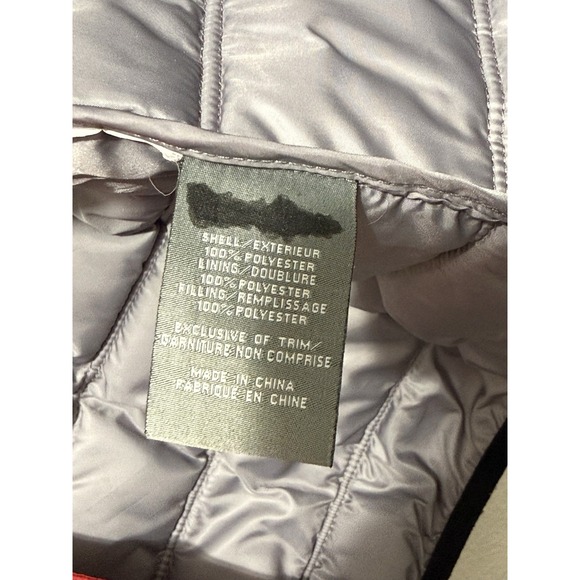 SHELL/EXTERIEUR
100% POLYESTER
LINING/DOUBLURE
100% POLYESTER
FILLING/REMPLISSAGE
100% POLYESTER
EXCLUSIVE OF TRIM/
GARNITURE NON COMPRISE
MADE IN CHINA
FABRIQUE EN CHINE